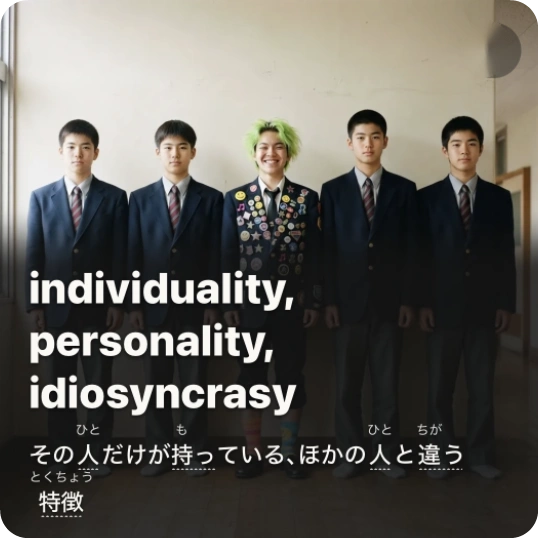 individuality,
personality,
idiosyncrasy
ひと も ひと ちが
その人だけが持っている、ほかの人と違う
とくちょう
特徴